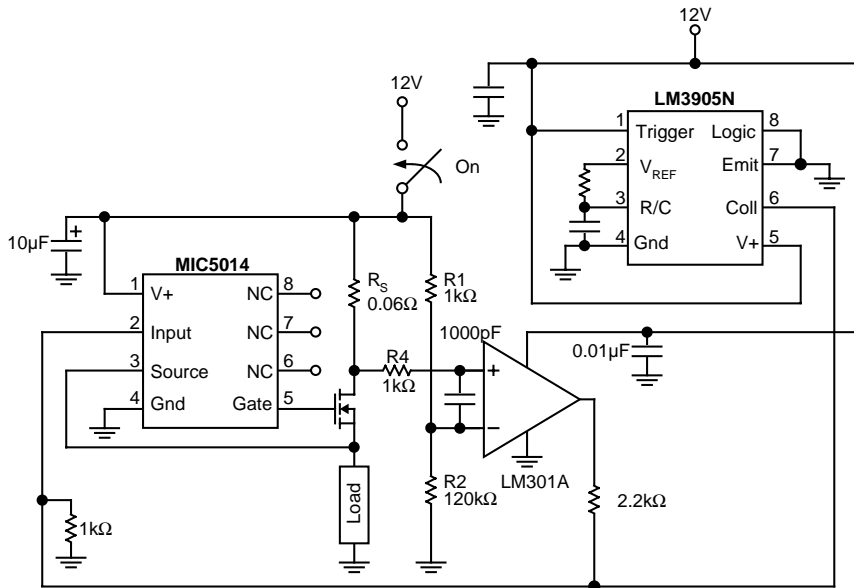 12V
LM3905N
1 Trigger Logic 8
2 VREF Emit 7
3 R/C Coll 6
4 Gnd V+ 5
12V
On
10µF +
MIC5014
1 V+ NC 8
2 Input NC 7
3 Source NC 6
4 Gnd Gate 5
RS
0.06Ω
R1
1kΩ
1000pF
R4
1kΩ
+
−
0.01µF
LM301A
R2
120kΩ
Load
2.2kΩ
1kΩ